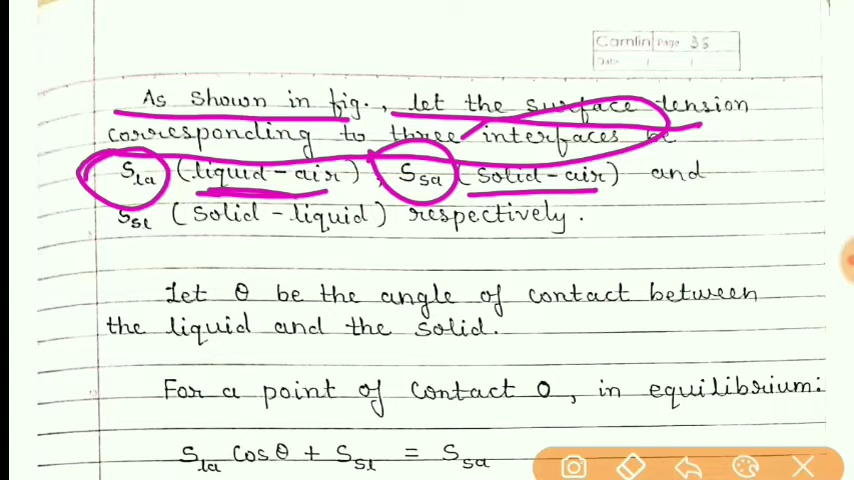 Camlin Page 35
Date / /
As shown in fig., let the surface tension
corresponding to three interfaces be
Sla (liquid-air), Ssa (solid-air) and
Ssl (solid-liquid) respectively.
Let θ be the angle of contact between
the liquid and the solid.
For a point of contact O, in equilibrium:
Sla Cosθ + Ssl = Ssa